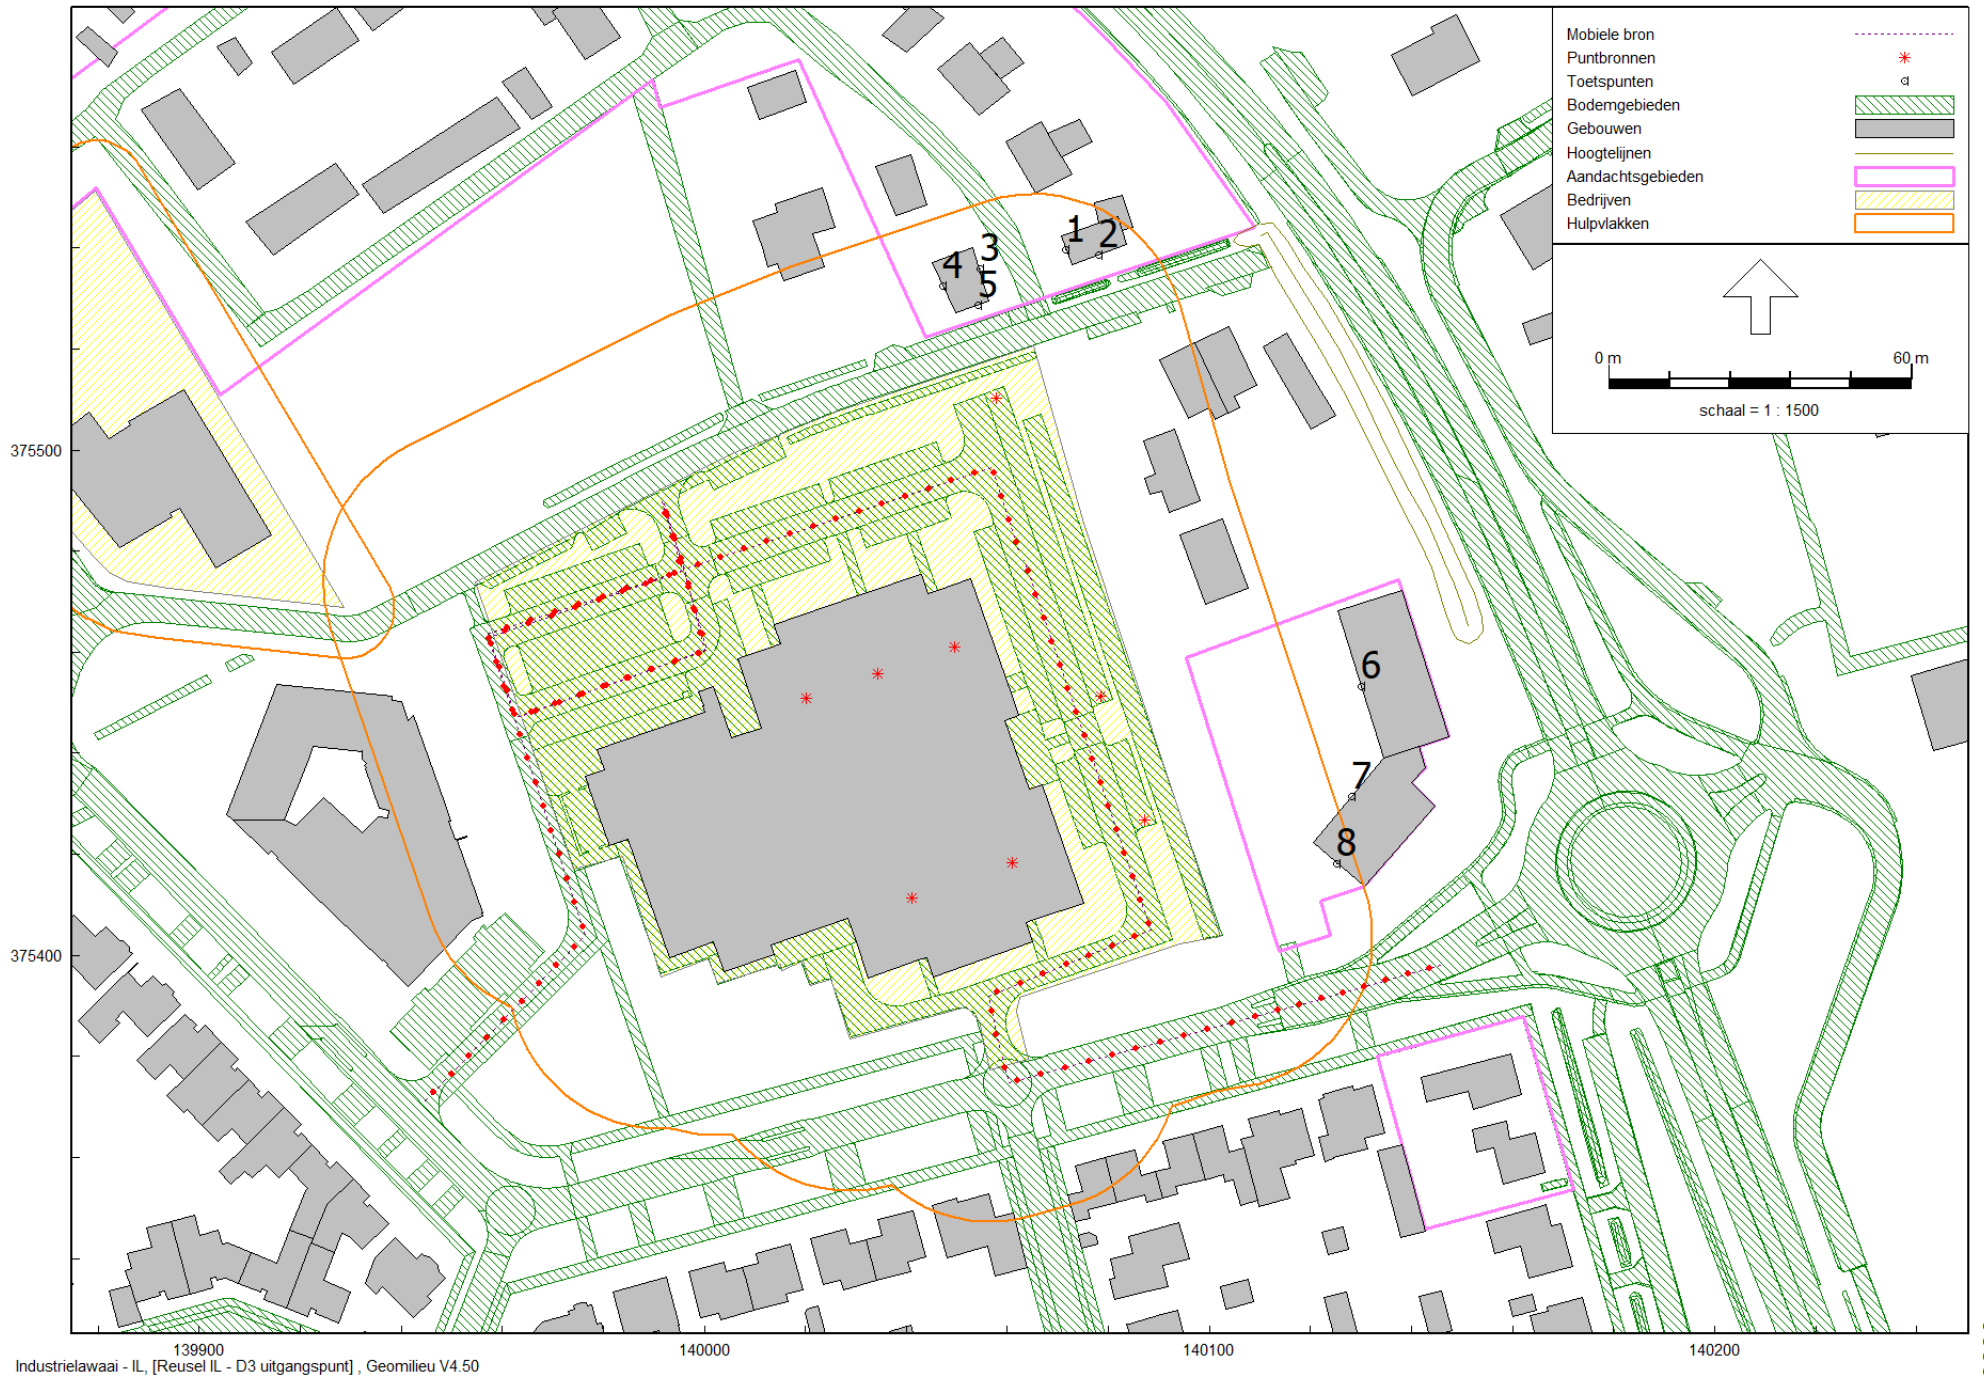 Mobiele bron
Puntbronnen
Toetspunten
Bodemgebieden
Gebouwen
Hoogtelijnen
Aandachtsgebieden
Bedrijven
Hulpvlakken
0 m 60 m
schaal = 1 : 1500
1
2
3
4
5
6
7
8
375500
375400
139900 140000 140100 140200
Industrielawaai - IL, [Reusel IL - D3 uitgangspunt] , Geomilieu V4.50